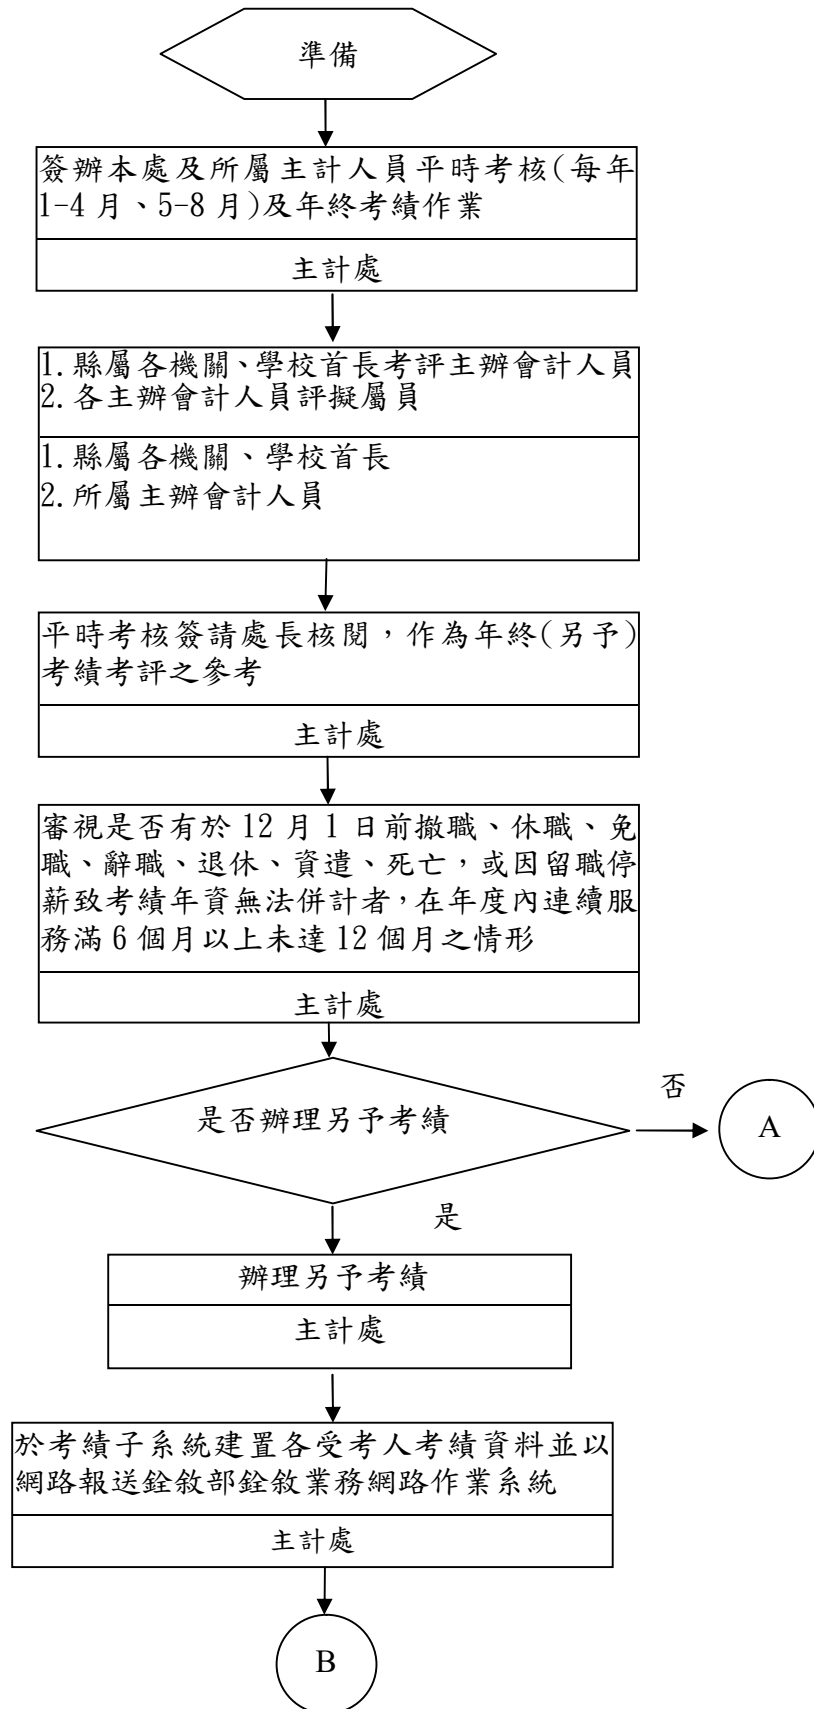 準備
簽辦本處及所屬主計人員平時考核(每年
1-4 月、5-8 月)及年終考績作業
主計處
1. 縣屬各機關、學校首長考評主辦會計人員
2. 各主辦會計人員評擬屬員
1. 縣屬各機關、學校首長
2. 所屬主辦會計人員
平時考核簽請處長核閱，作為年終(另予)
考績考評之參考
主計處
審視是否有於 12 月 1 日前撤職、休職、免
職、辭職、退休、資遣、死亡，或因留職停
薪致考績年資無法併計者，在年度內連續服
務滿 6 個月以上未達 12 個月之情形
主計處
是否辦理另予考績
否
A
是
辦理另予考績
主計處
於考績子系統建置各受考人考績資料並以
網路報送銓敘部銓敘業務網路作業系統
主計處
B